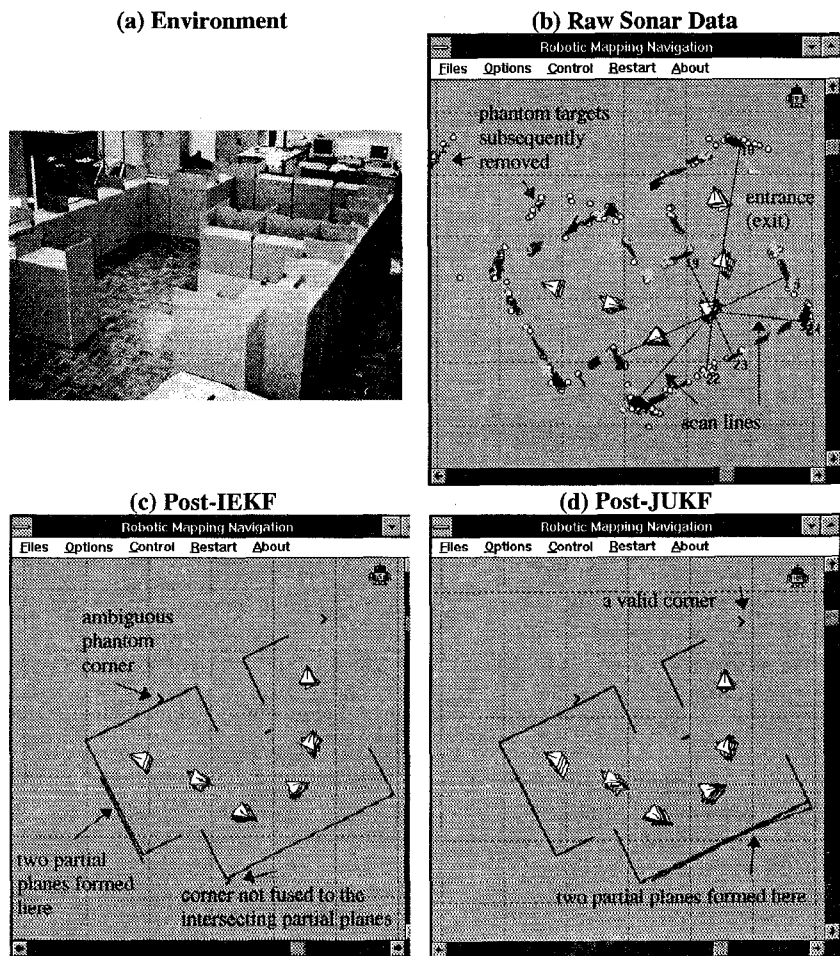 (a) Environment
(b) Raw Sonar Data
Robotic Mapping Navigation
Files Options Control Restart About
phantom targets
subsequently
removed
entrance
(exit)
19
22
23
scan lines
(c) Post-IEKF
Robotic Mapping Navigation
Files Options Control Restart About
ambiguous
phantom
corner
two partial
planes formed
here
corner not fused to the
intersecting partial planes
(d) Post-JUKF
Robotic Mapping Navigation
Files Options Control Restart About
a valid corner
two partial planes formed here